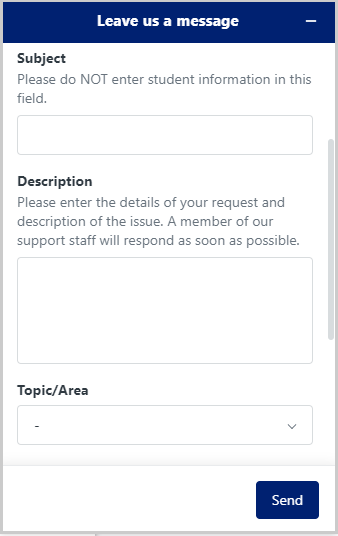 Leave us a message
Subject
Please do NOT enter student information in this
field.
Description
Please enter the details of your request and
description of the issue. A member of our
support staff will respond as soon as possible.
Topic/Area
-
Send